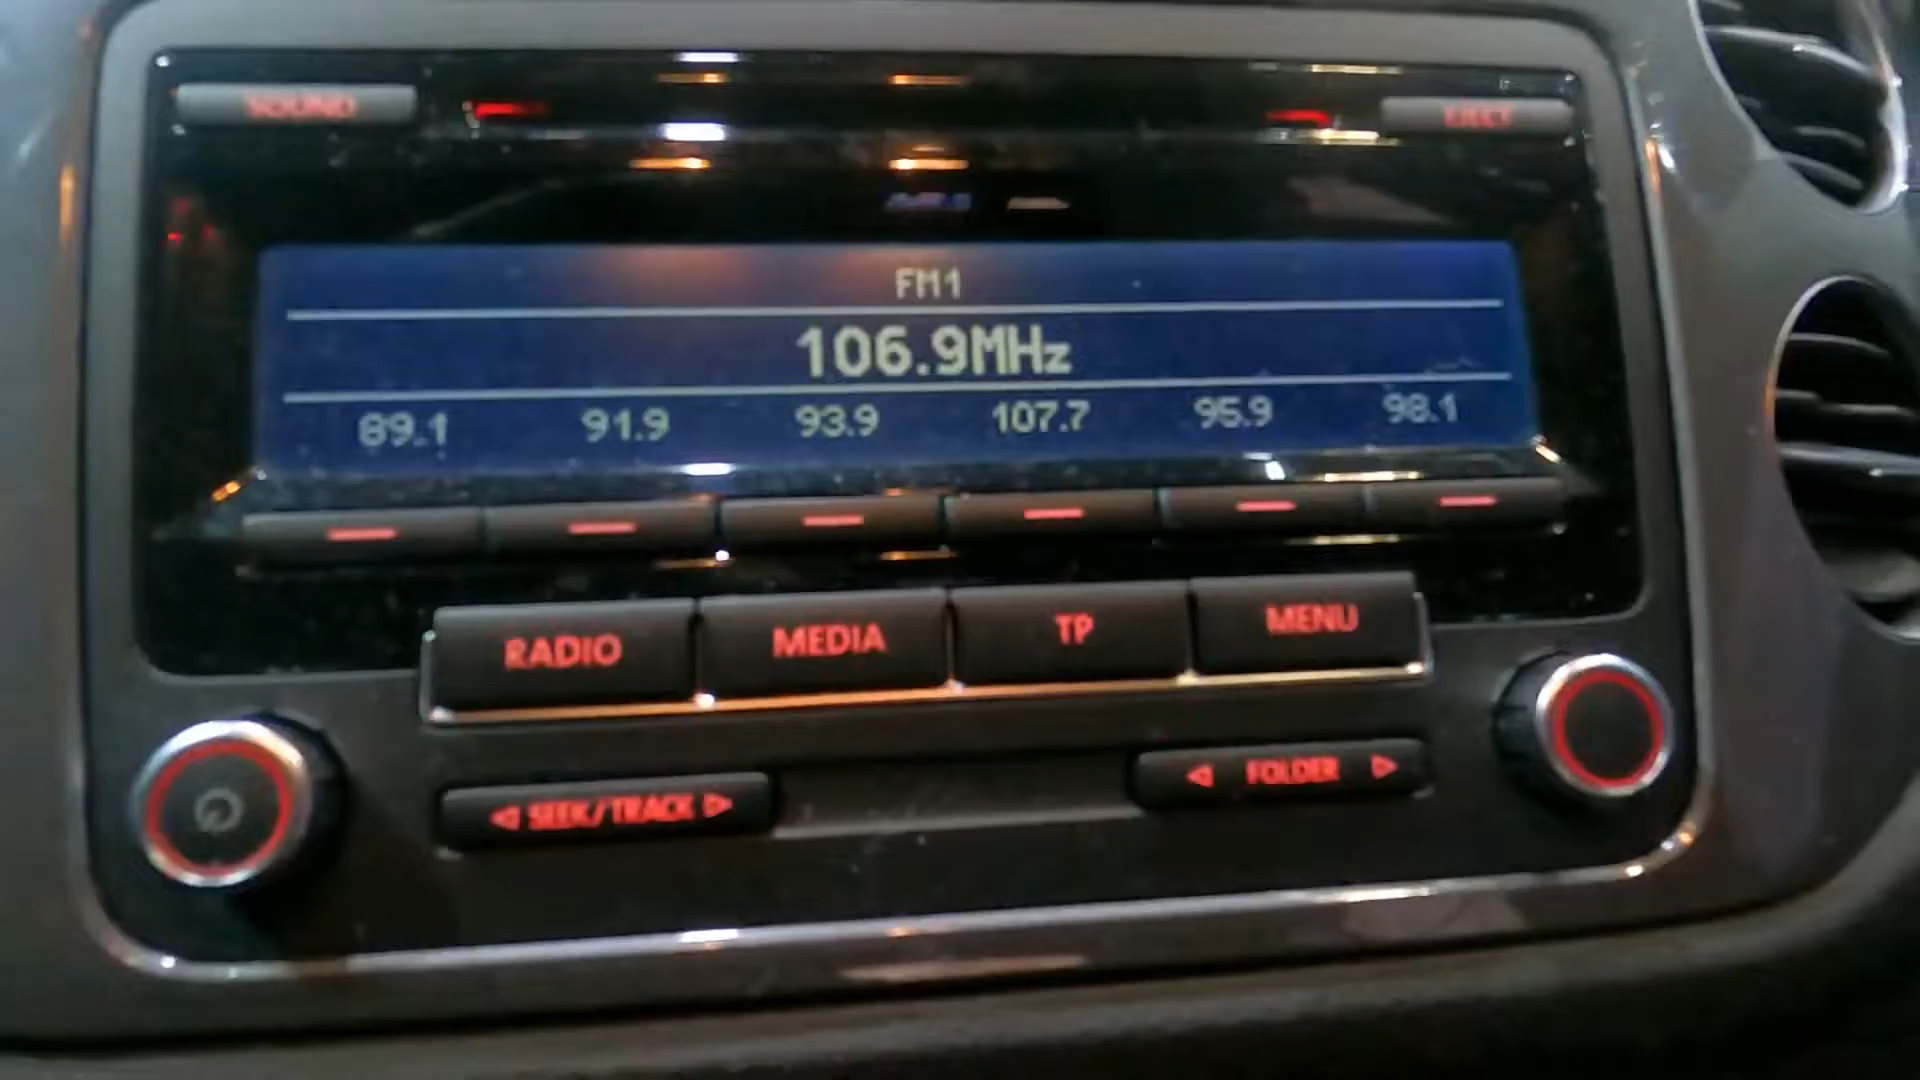 SOUND
EJECT
FM1
106.9MHz
89.1 91.9 93.9 107.7 95.9 98.1
RADIO MEDIA TP MENU
◁ SEEK/TRACK ▷
◁ FOLDER ▷